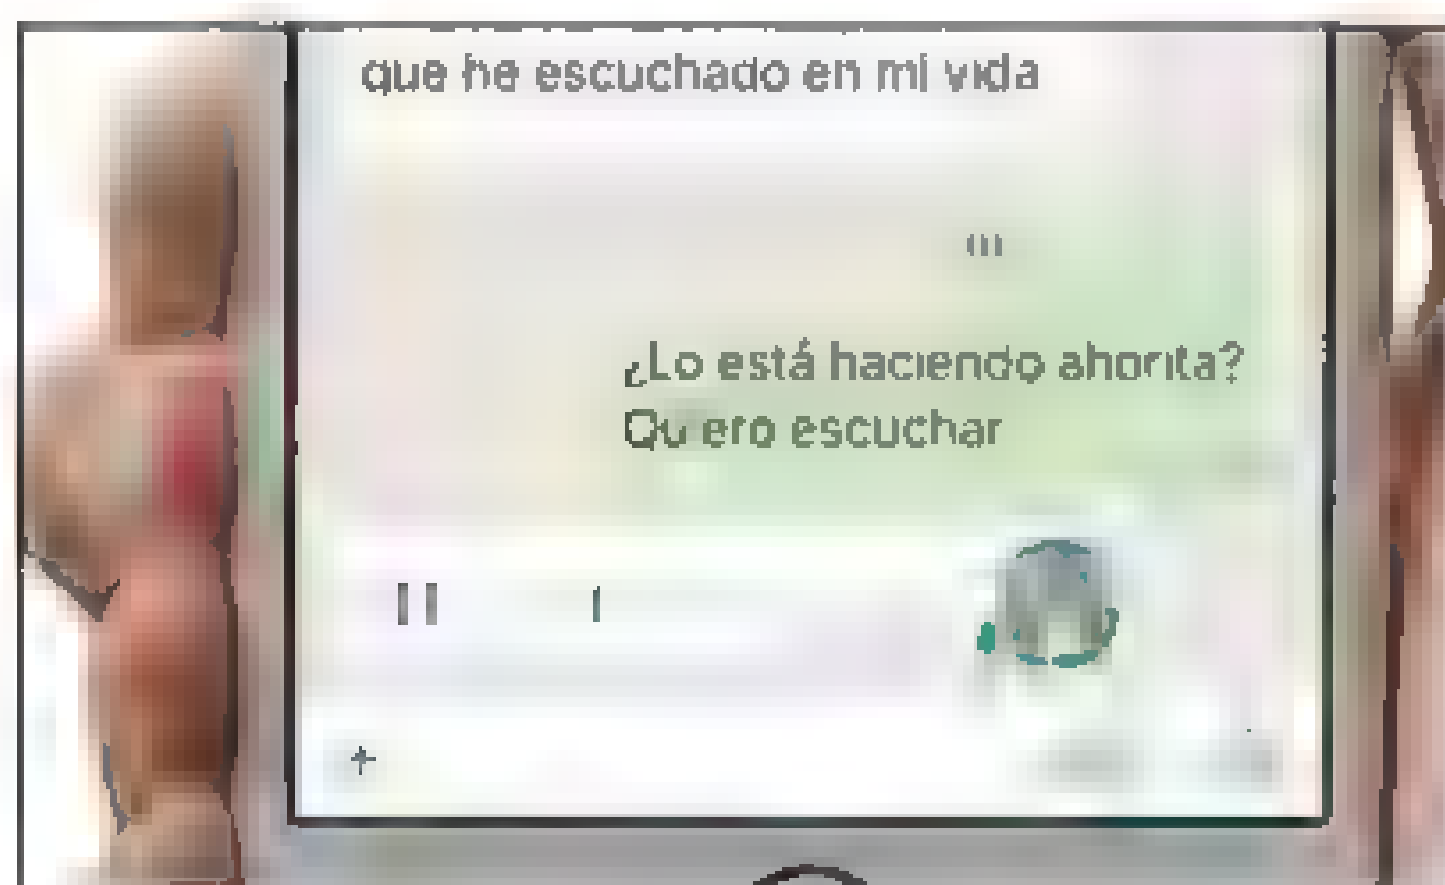 que he escuchado en mi vida
¿Lo está haciendo ahorita?
Quiero escuchar